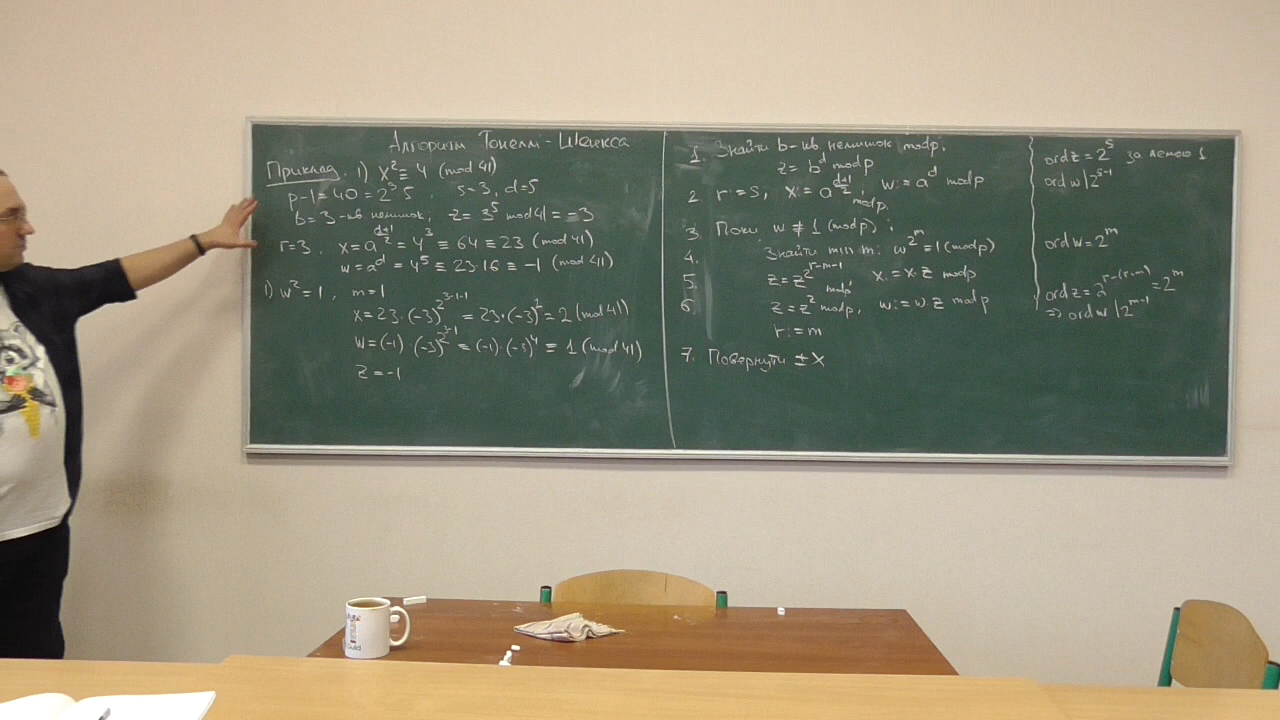 Алгоритм Тонеллі-Шенкса
Приклад. 1) x² ≡ 4 (mod 41)
p-1=40=2³5, s=3, d=5
b=3-кв. нелишок, z=3⁵ mod 41 = -3
r=3, x=a^{(d+1)/2}=4³≡64≡23 (mod 41)
w=a^d=4⁵≡23·16≡-1 (mod 41)
1) w²=1, m=1
x=23·(-3)^{2^{3-1-1}}=23·(-3)²=2 (mod 41)
w=(-1)·(-3)^{2^{3-1}}=(-1)·(-3)⁴≡1 (mod 41)
z=-1
1. Знайти b-кв. нелишок mod p;
z=b^d mod p
2. r:=s, x:=a^{(d+1)/2} mod p, w:=a^d mod p
3. Поки w≢1 (mod p):
4. Знайти min m: w^{2^m}=1 (mod p)
5. z=z^{2^{r-m-1}} mod p, x:=x·z mod p
6. z=z² mod p, w:=w z mod p
r:=m
7. Повернути ±x
ord z=2^s за лемою 1
ord w | 2^{s-1}
ord w=2^m
ord z=2^{r-(r-m)}=2^m
⇒ ord w | 2^{m-1}